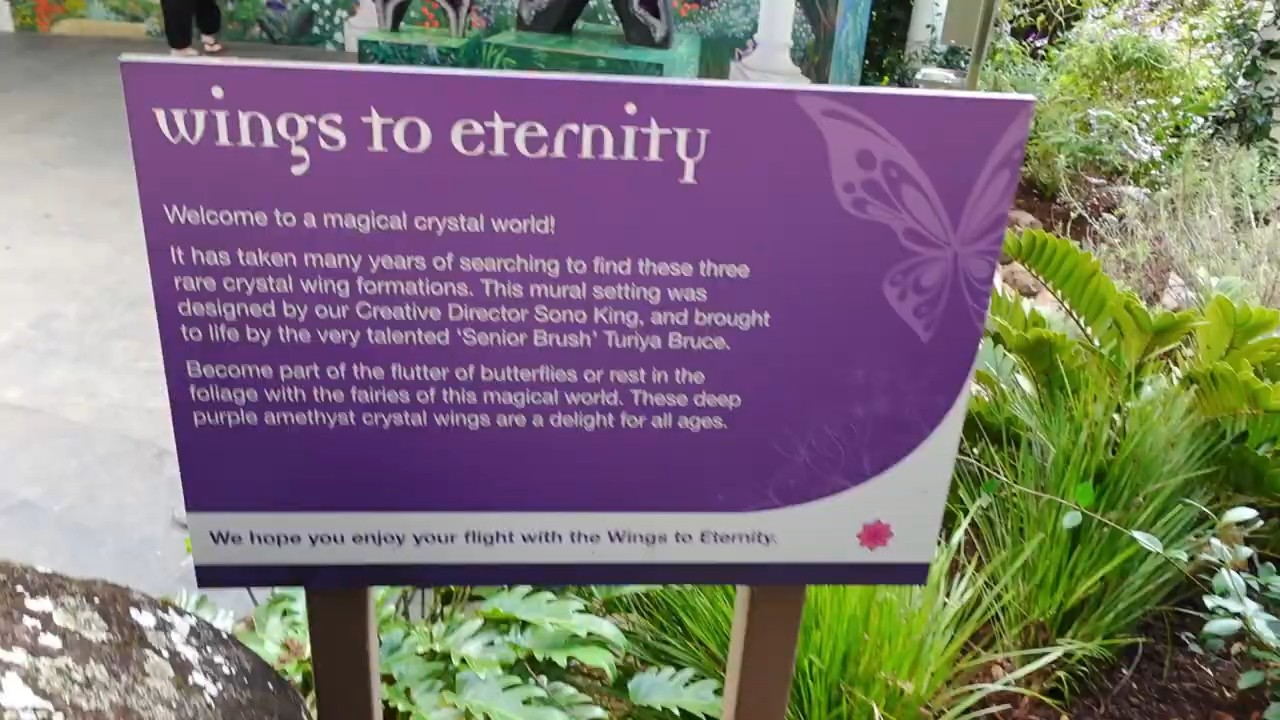 wings to eternity
Welcome to a magical crystal world!
It has taken many years of searching to find these three
rare crystal wing formations. This mural setting was
designed by our Creative Director Sono King, and brought
to life by the very talented 'Senior Brush' Turiya Bruce.
Become part of the flutter of butterflies or rest in the
foliage with the fairies of this magical world. These deep
purple amethyst crystal wings are a delight for all ages.
We hope you enjoy your flight with the Wings to Eternity.